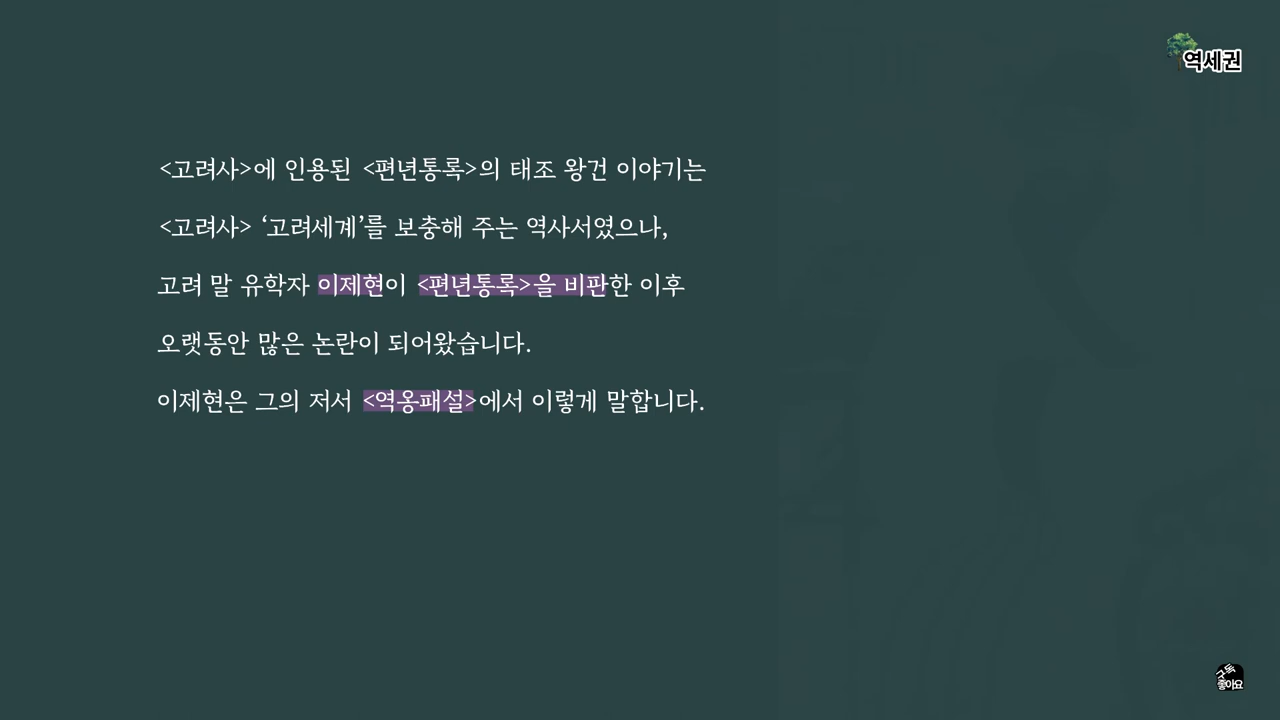 역세권
<고려사>에 인용된 <편년통록>의 태조 왕건 이야기는
<고려사> ‘고려세계’를 보충해 주는 역사서였으나,
고려 말 유학자 이제현이 <편년통록>을 비판한 이후
오랫동안 많은 논란이 되어왔습니다.
이제현은 그의 저서 <역옹패설>에서 이렇게 말합니다.
구독
좋아요